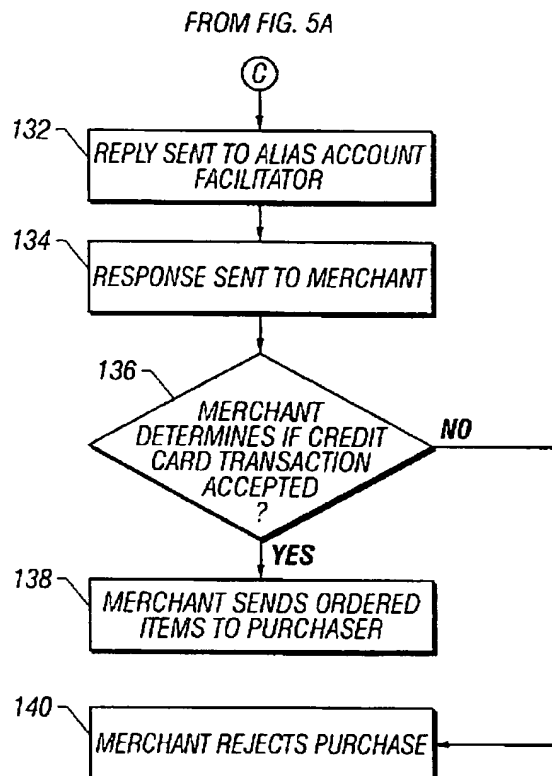 FROM FIG. 5A
C
132
REPLY SENT TO ALIAS ACCOUNT
FACILITATOR
134
RESPONSE SENT TO MERCHANT
136
MERCHANT
DETERMINES IF CREDIT
CARD TRANSACTION
ACCEPTED
?
NO
YES
138
MERCHANT SENDS ORDERED
ITEMS TO PURCHASER
140
MERCHANT REJECTS PURCHASE